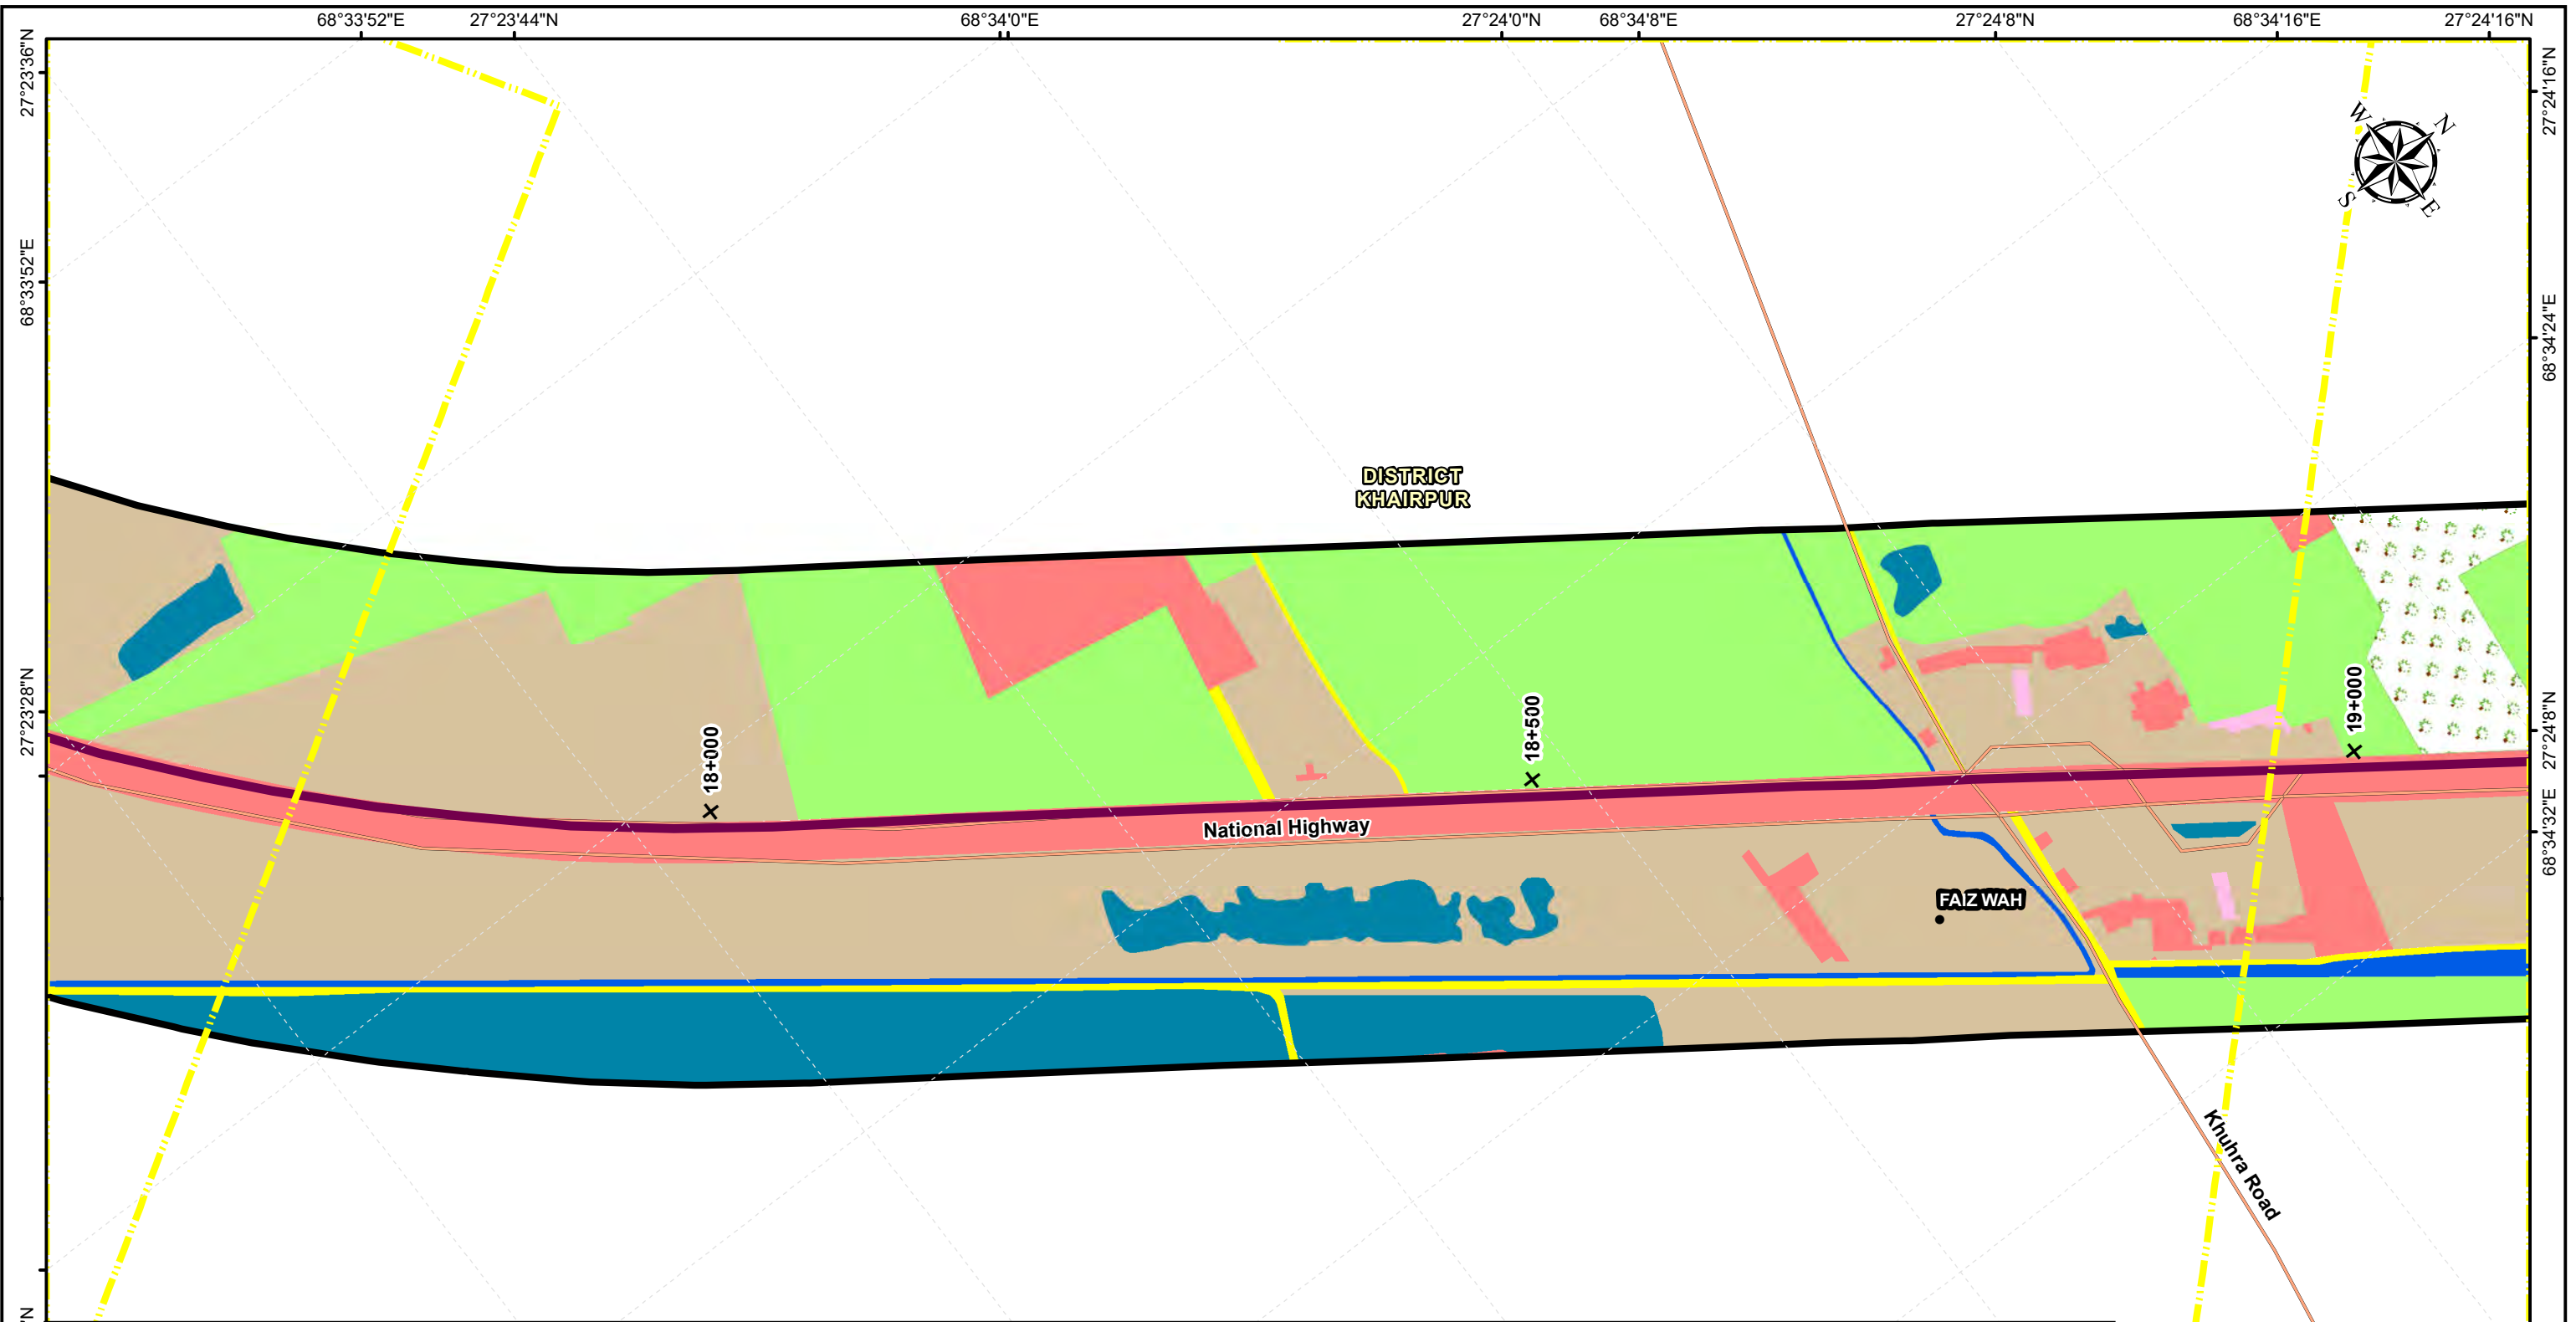 68°33'52"E
27°23'44"N
68°34'0"E
27°24'0"N
68°34'8"E
27°24'8"N
68°34'16"E
27°24'16"N
27°23'36"N
68°33'52"E
27°23'28"N
N
27°24'16"N
68°34'24"E
27°24'8"N
68°34'32"E
W
N
S
E
DISTRICT
KHAIRPUR
18+000
18+500
19+000
National Highway
FAIZ WAH
Khuhra Road